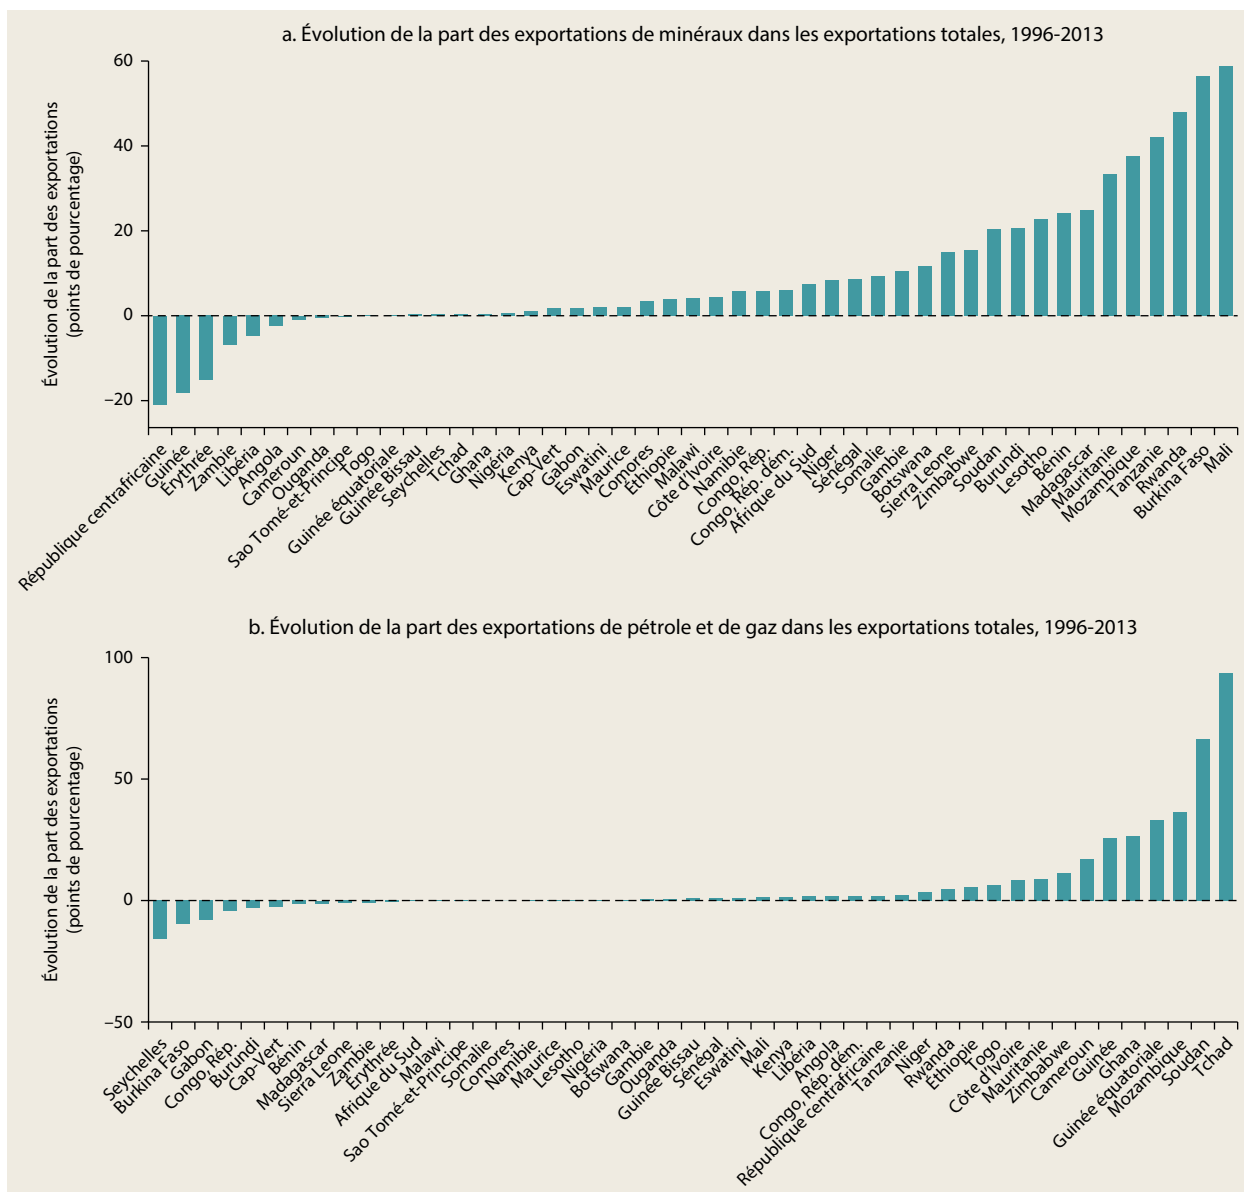 a. Évolution de la part des exportations de minéraux dans les exportations totales, 1996-2013
Évolution de la part des exportations
(points de pourcentage)
60
40
20
0
–20
République centrafricaine
Guinée
Érythrée
Zambie
Libéria
Angola
Cameroun
Ouganda
Sao Tomé-et-Principe
Togo
Guinée équatoriale
Guinée Bissau
Seychelles
Tchad
Ghana
Nigéria
Kenya
Cap-Vert
Gabon
Eswatini
Maurice
Comores
Éthiopie
Malawi
Côte d'Ivoire
Namibie
Congo, Rép.
Congo, Rép. dém.
Afrique du Sud
Niger
Sénégal
Somalie
Gambie
Botswana
Sierra Leone
Zimbabwe
Soudan
Burundi
Lesotho
Bénin
Madagascar
Mauritanie
Mozambique
Tanzanie
Rwanda
Burkina Faso
Mali
b. Évolution de la part des exportations de pétrole et de gaz dans les exportations totales, 1996-2013
Évolution de la part des exportations
(points de pourcentage)
100
50
0
–50
Seychelles
Burkina Faso
Gabon
Congo, Rép.
Burundi
Cap-Vert
Bénin
Madagascar
Sierra Leone
Zambie
Érythrée
Afrique du Sud
Malawi
Sao Tomé-et-Principe
Somalie
Comores
Namibie
Maurice
Lesotho
Nigéria
Botswana
Gambie
Ouganda
Guinée Bissau
Sénégal
Eswatini
Mali
Kenya
Libéria
Angola
Congo, Rép. dém.
République centrafricaine
Tanzanie
Niger
Rwanda
Éthiopie
Togo
Côte d'Ivoire
Mauritanie
Zimbabwe
Cameroun
Guinée
Ghana
Guinée équatoriale
Mozambique
Soudan
Tchad